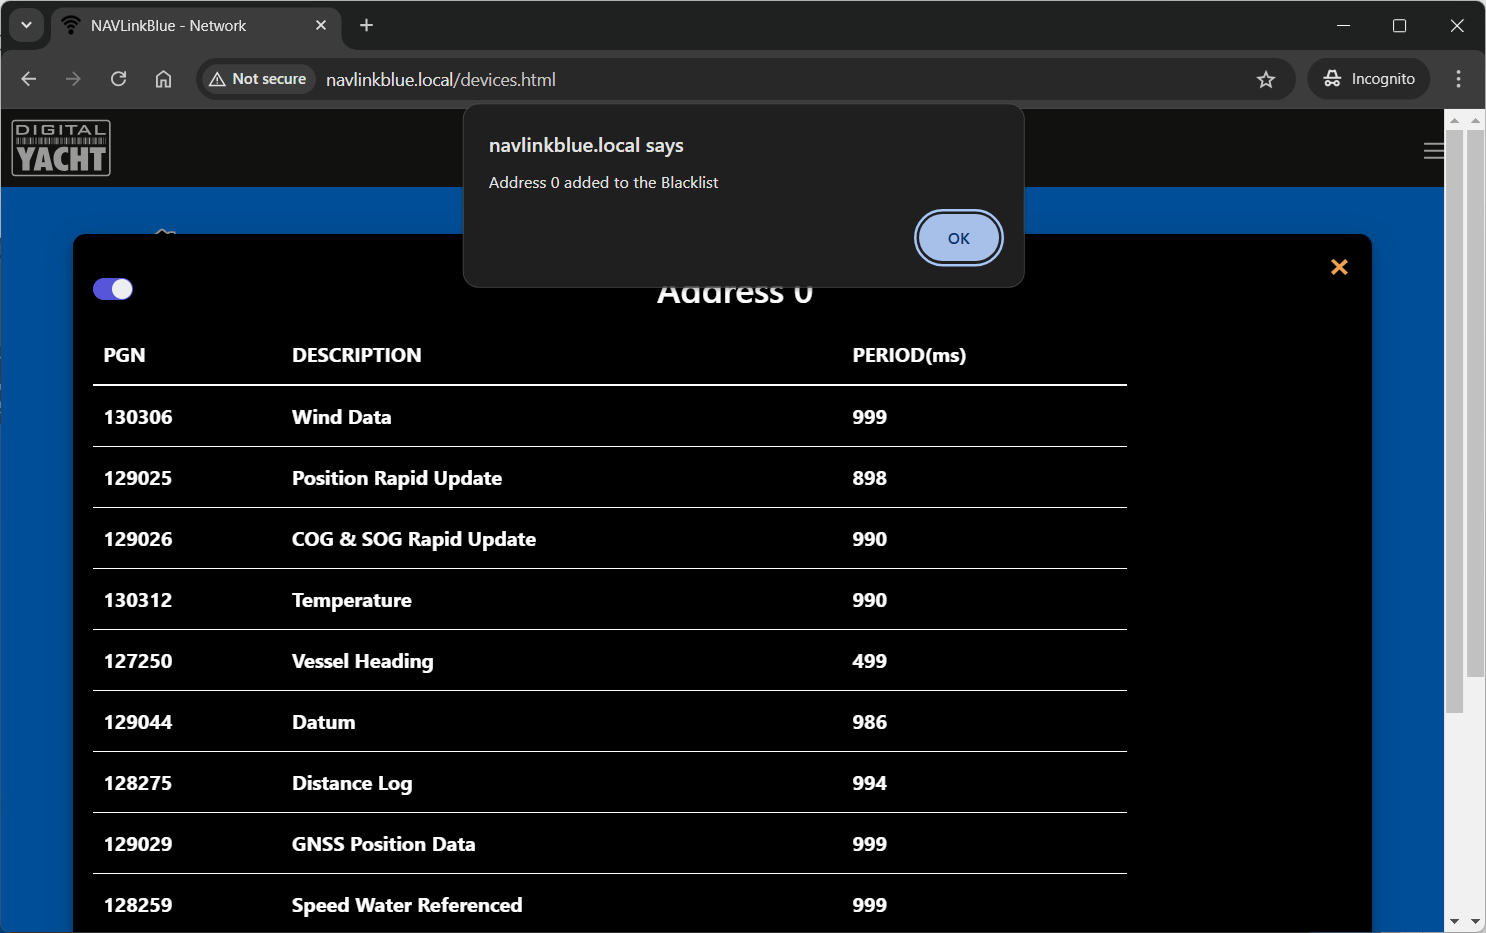 NAVLinkBlue - Network
Not secure
navlinkblue.local/devices.html
Incognito
DIGITAL
YACHT
navlinkblue.local says
Address 0 added to the Blacklist
OK
Address 0
PGN DESCRIPTION PERIOD(ms)
130306 Wind Data 999
129025 Position Rapid Update 898
129026 COG & SOG Rapid Update 990
130312 Temperature 990
127250 Vessel Heading 499
129044 Datum 986
128275 Distance Log 994
129029 GNSS Position Data 999
128259 Speed Water Referenced 999